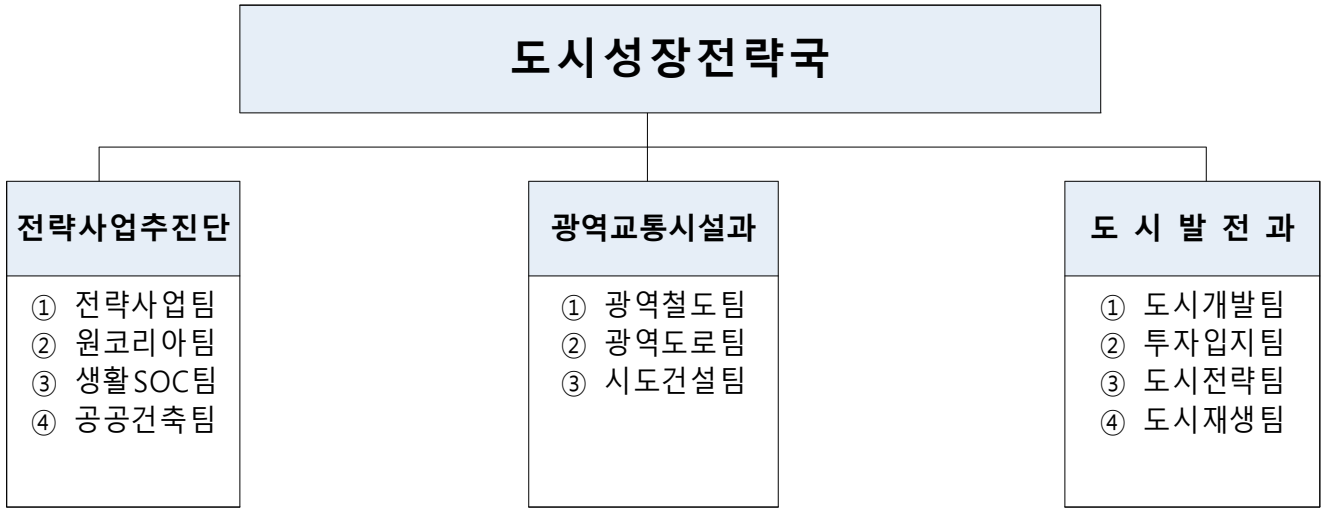 도시성장전략국
전략사업추진단
① 전략사업팀
② 원코리아팀
③ 생활SOC팀
④ 공공건축팀
광역교통시설과
① 광역철도팀
② 광역도로팀
③ 시도건설팀
도 시 발 전 과
① 도시개발팀
② 투자입지팀
③ 도시전략팀
④ 도시재생팀